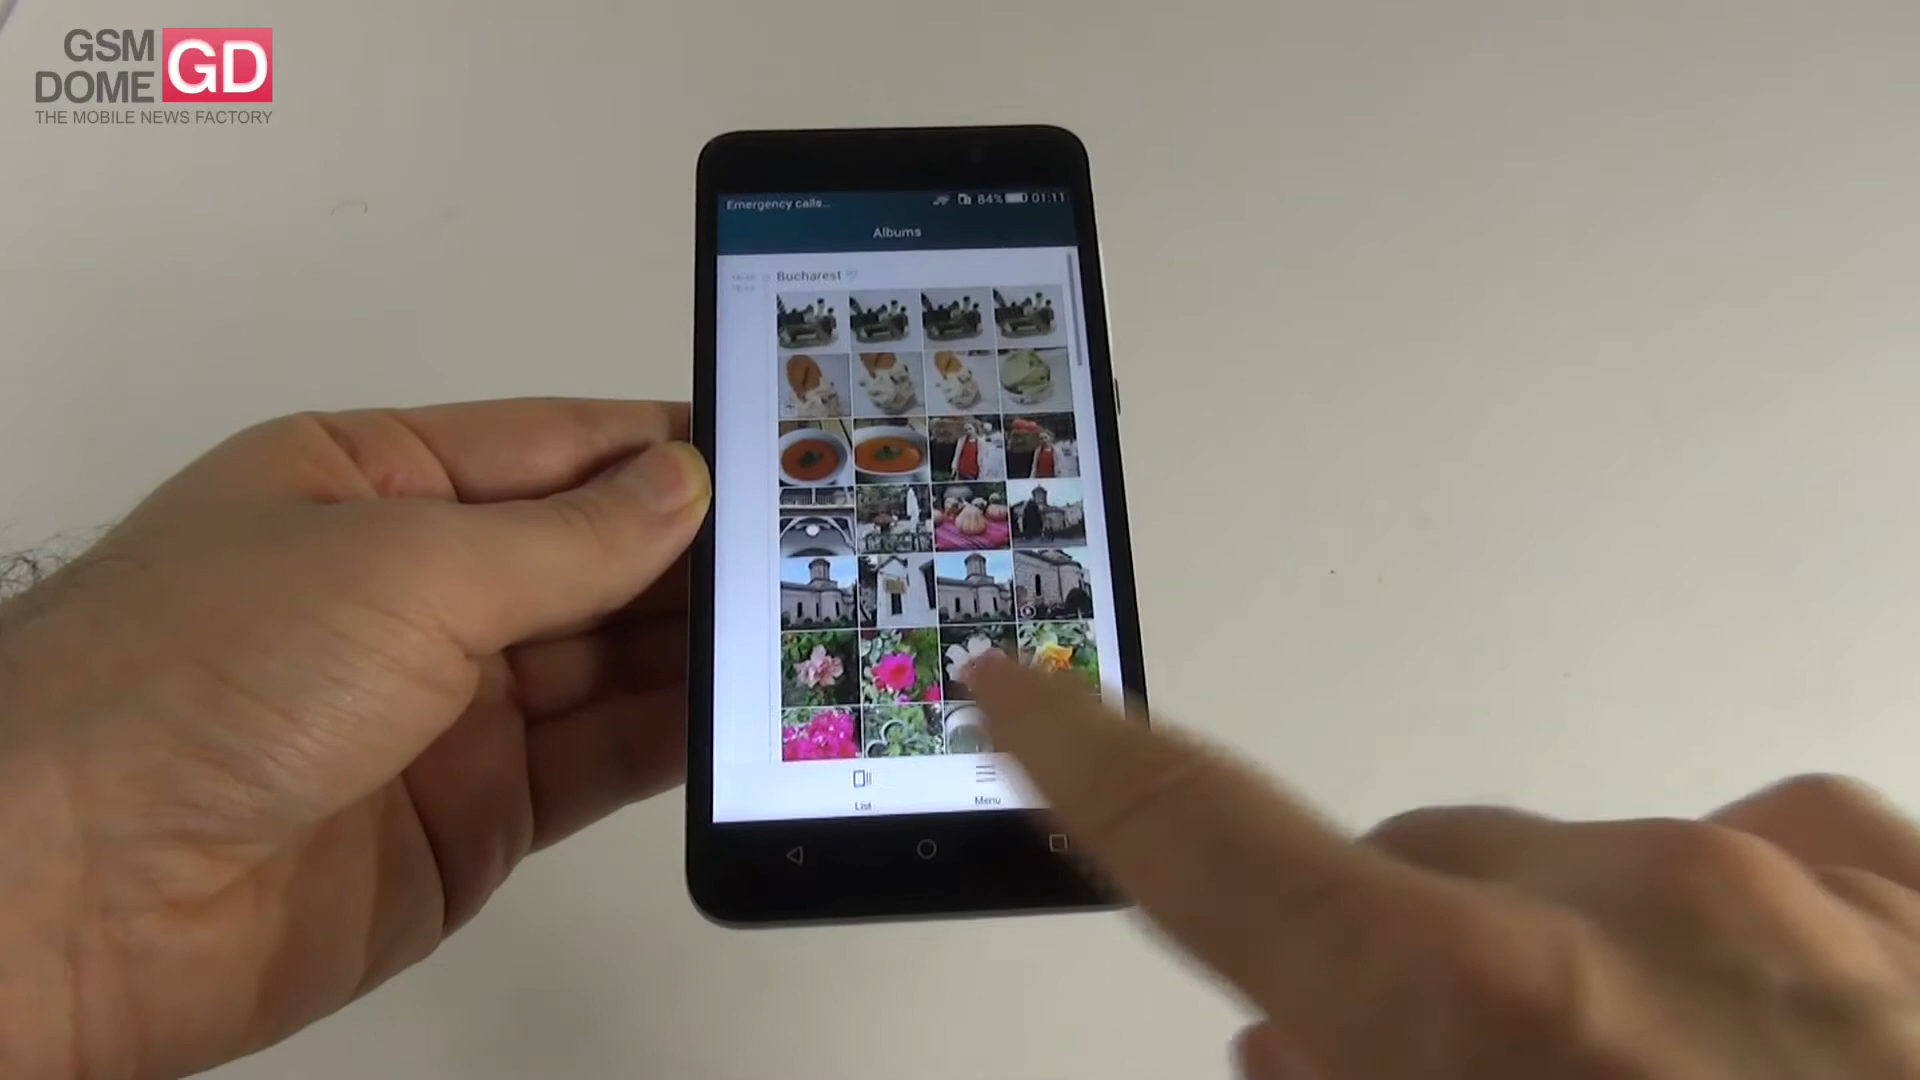 GSM
DOME
GD
THE MOBILE NEWS FACTORY
Emergency calls...
84%
01:11
Albums
Bucharest
List
Menu